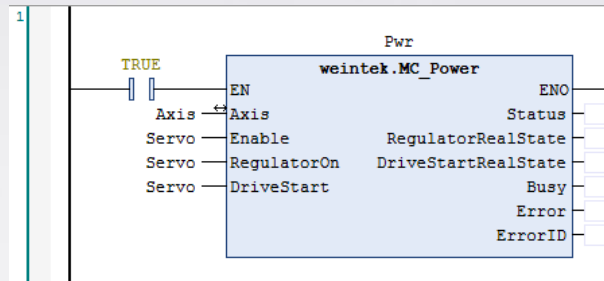 1
Pwr
TRUE
weintek.MC_Power
EN ENO
Axis Axis Status
Servo Enable RegulatorRealState
Servo RegulatorOn DriveStartRealState
Servo DriveStart Busy
Error
ErrorID